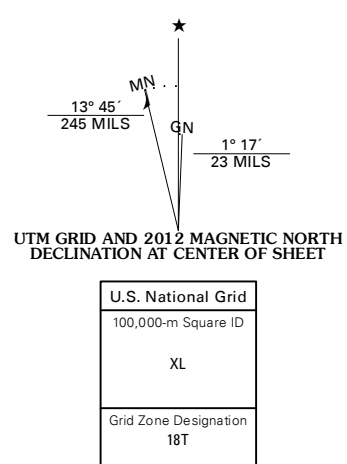 ★
MN
13° 45´
245 MILS
GN
1° 17´
23 MILS
UTM GRID AND 2012 MAGNETIC NORTH
DECLINATION AT CENTER OF SHEET
U.S. National Grid
100,000-m Square ID
XL
Grid Zone Designation
18T